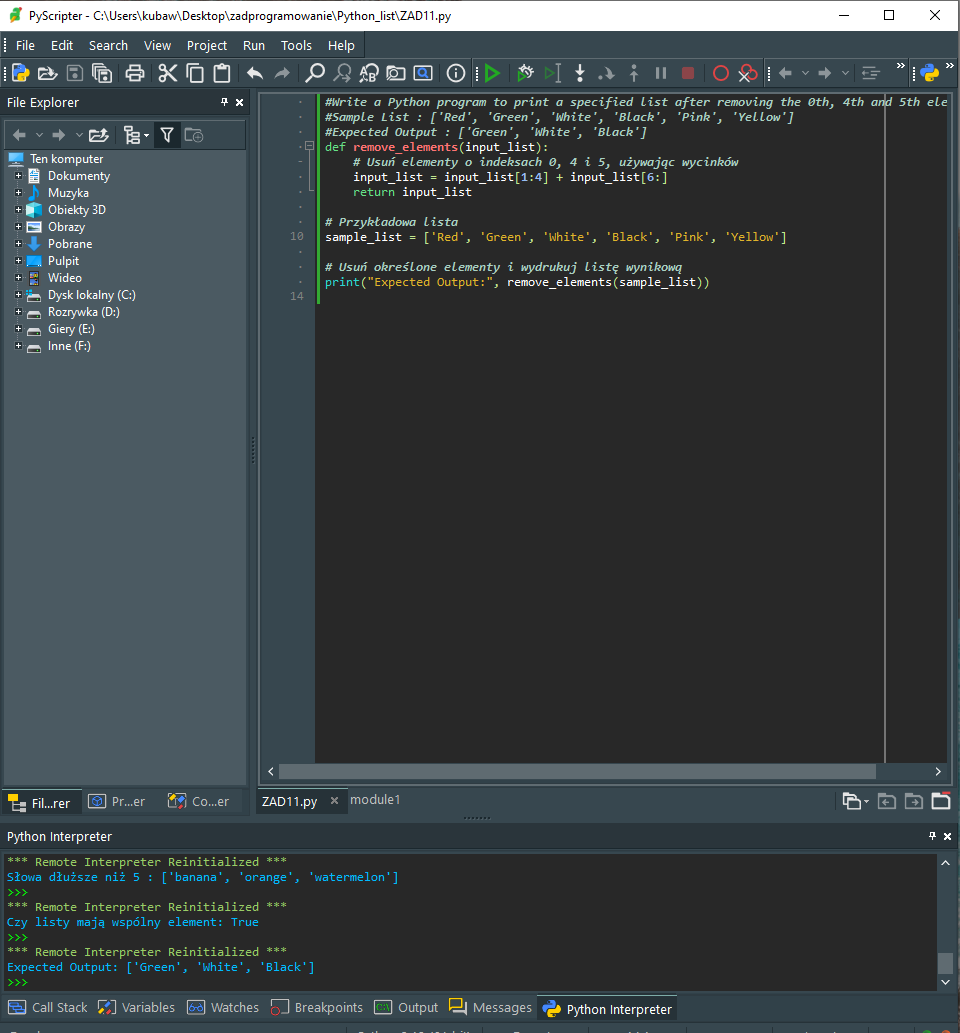 PyScripter - C:\Users\kubaw\Desktop\zadprogramowanie\Python_list\ZAD11.py
File Edit Search View Project Run Tools Help
File Explorer
Ten komputer
Dokumenty
Muzyka
Obiekty 3D
Obrazy
Pobrane
Pulpit
Wideo
Dysk lokalny (C:)
Rozrywka (D:)
Giery (E:)
Inne (F:)
Fil...rer Pr...er Co...er
#Write a Python program to print a specified list after removing the 0th, 4th and 5th ele
#Sample List : ['Red', 'Green', 'White', 'Black', 'Pink', 'Yellow']
#Expected Output : ['Green', 'White', 'Black']
def remove_elements(input_list):
    # Usuń elementy o indeksach 0, 4 i 5, używając wycinków
    input_list = input_list[1:4] + input_list[6:]
    return input_list
# Przykładowa lista
10 sample_list = ['Red', 'Green', 'White', 'Black', 'Pink', 'Yellow']
# Usuń określone elementy i wydrukuj listę wynikową
print("Expected Output:", remove_elements(sample_list))
14
ZAD11.py module1
Python Interpreter
*** Remote Interpreter Reinitialized ***
Słowa dłuższe niż 5 : ['banana', 'orange', 'watermelon']
>>>
*** Remote Interpreter Reinitialized ***
Czy listy mają wspólny element: True
>>>
*** Remote Interpreter Reinitialized ***
Expected Output: ['Green', 'White', 'Black']
>>>
Call Stack Variables Watches Breakpoints Output Messages Python Interpreter